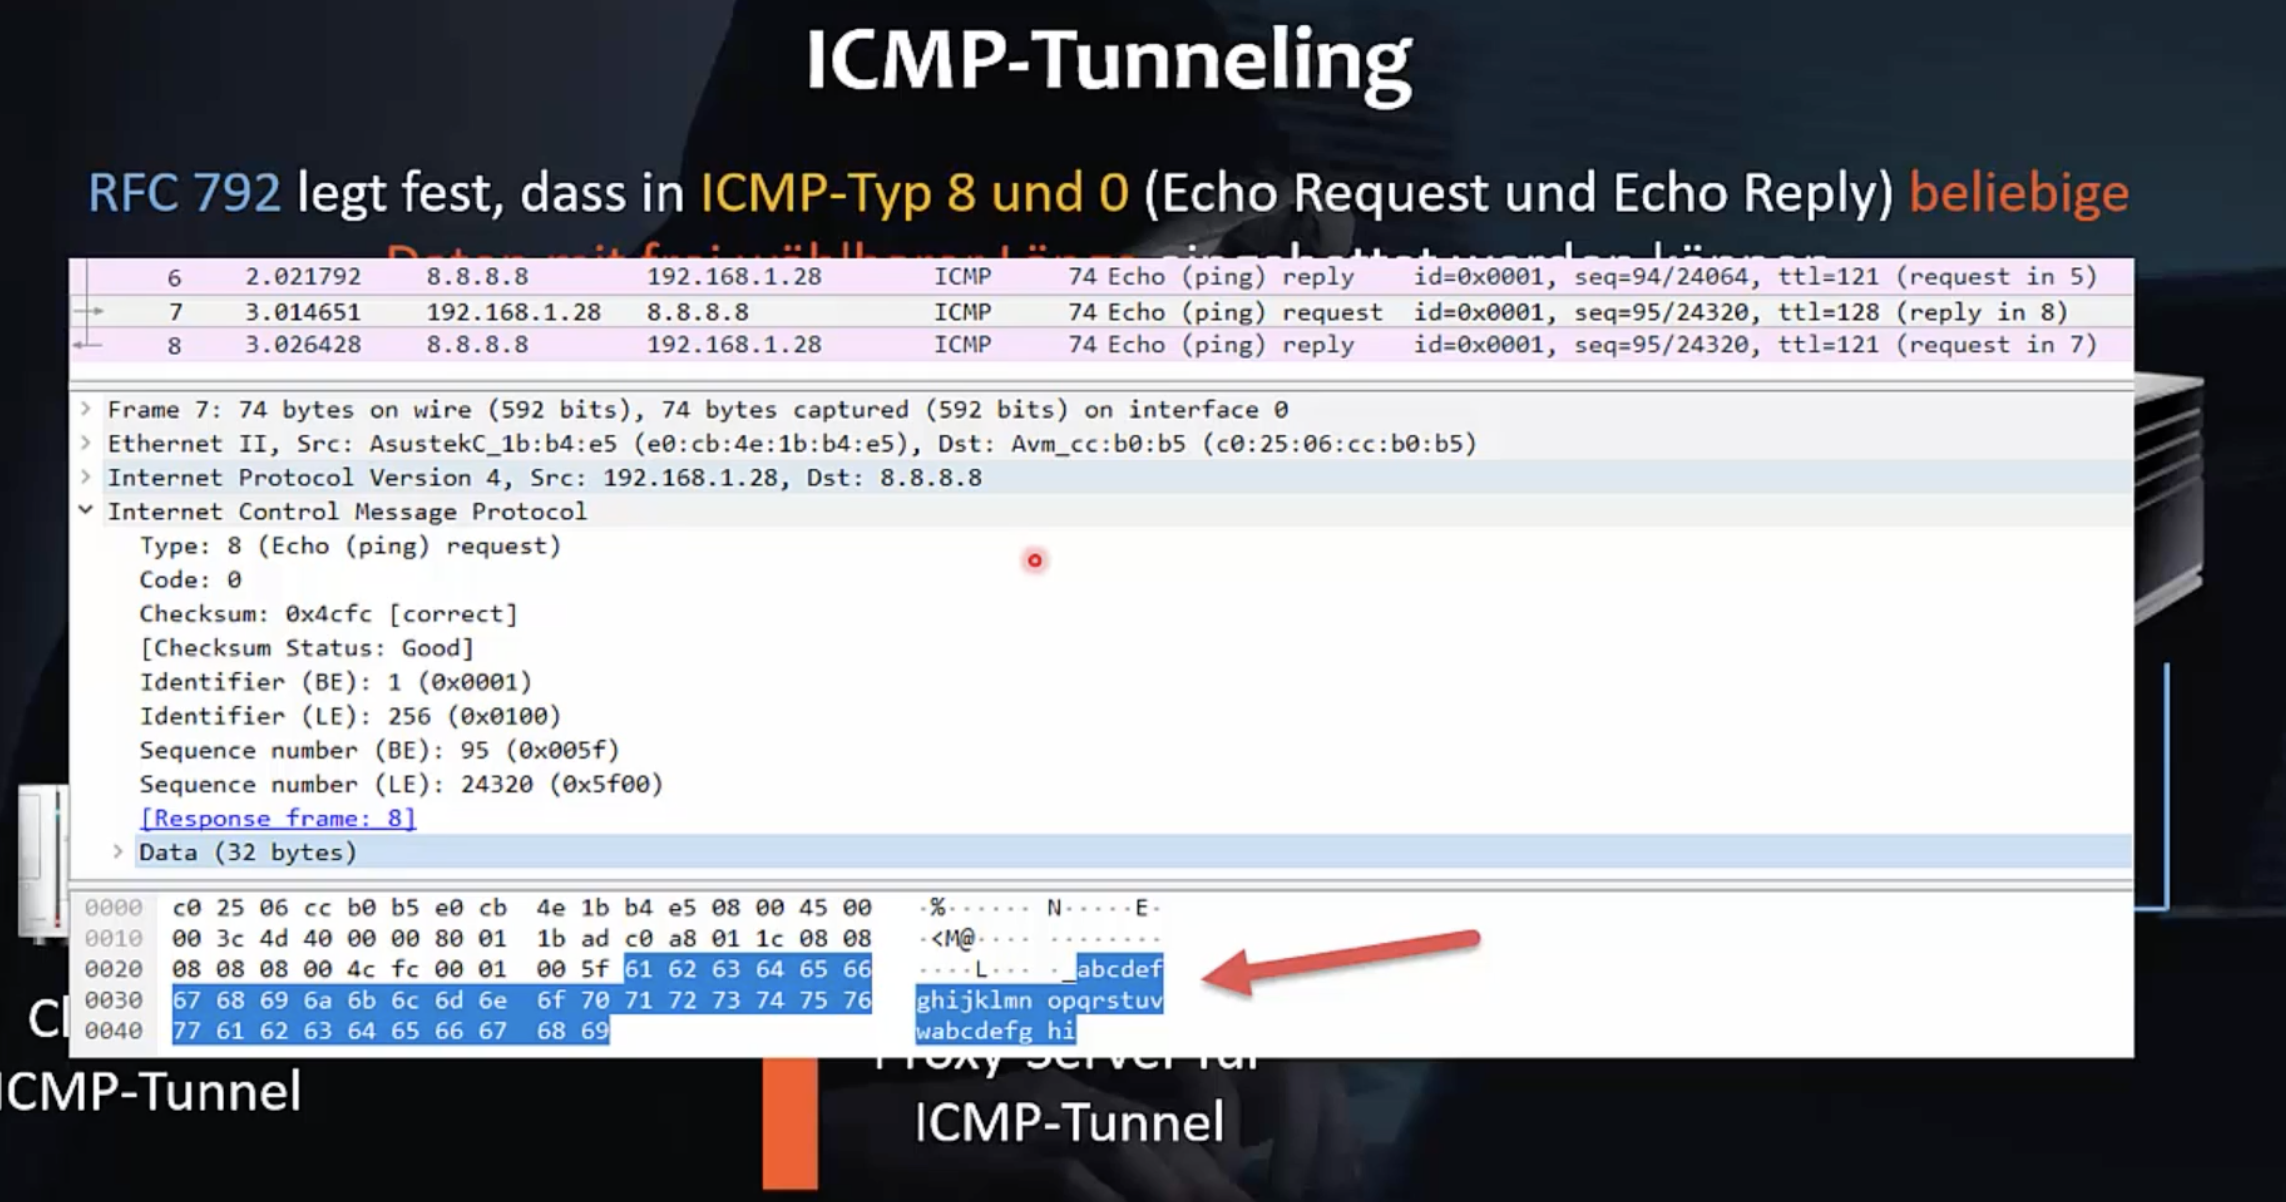 ICMP-Tunneling
RFC 792 legt fest, dass in ICMP-Typ 8 und 0 (Echo Request und Echo Reply) beliebige
Daten mit frei wählbarer Länge eingebettet werden können
6 2.021792 8.8.8.8 192.168.1.28 ICMP 74 Echo (ping) reply id=0x0001, seq=94/24064, ttl=121 (request in 5)
7 3.014651 192.168.1.28 8.8.8.8 ICMP 74 Echo (ping) request id=0x0001, seq=95/24320, ttl=128 (reply in 8)
8 3.026428 8.8.8.8 192.168.1.28 ICMP 74 Echo (ping) reply id=0x0001, seq=95/24320, ttl=121 (request in 7)
Frame 7: 74 bytes on wire (592 bits), 74 bytes captured (592 bits) on interface 0
Ethernet II, Src: AsustekC_1b:b4:e5 (e0:cb:4e:1b:b4:e5), Dst: Avm_cc:b0:b5 (c0:25:06:cc:b0:b5)
Internet Protocol Version 4, Src: 192.168.1.28, Dst: 8.8.8.8
Internet Control Message Protocol
Type: 8 (Echo (ping) request)
Code: 0
Checksum: 0x4cfc [correct]
[Checksum Status: Good]
Identifier (BE): 1 (0x0001)
Identifier (LE): 256 (0x0100)
Sequence number (BE): 95 (0x005f)
Sequence number (LE): 24320 (0x5f00)
[Response frame: 8]
Data (32 bytes)
0000 c0 25 06 cc b0 b5 e0 cb 4e 1b b4 e5 08 00 45 00 ·%······ N·····E·
0010 00 3c 4d 40 00 00 80 01 1b ad c0 a8 01 1c 08 08 ·<M@···· ········
0020 08 08 08 00 4c fc 00 01 00 5f 61 62 63 64 65 66 ····L··· ·_abcdef
0030 67 68 69 6a 6b 6c 6d 6e 6f 70 71 72 73 74 75 76 ghijklmn opqrstuv
0040 77 61 62 63 64 65 66 67 68 69 wabcdefg hi
Cl
ICMP-Tunnel
Proxy-Server für
ICMP-Tunnel